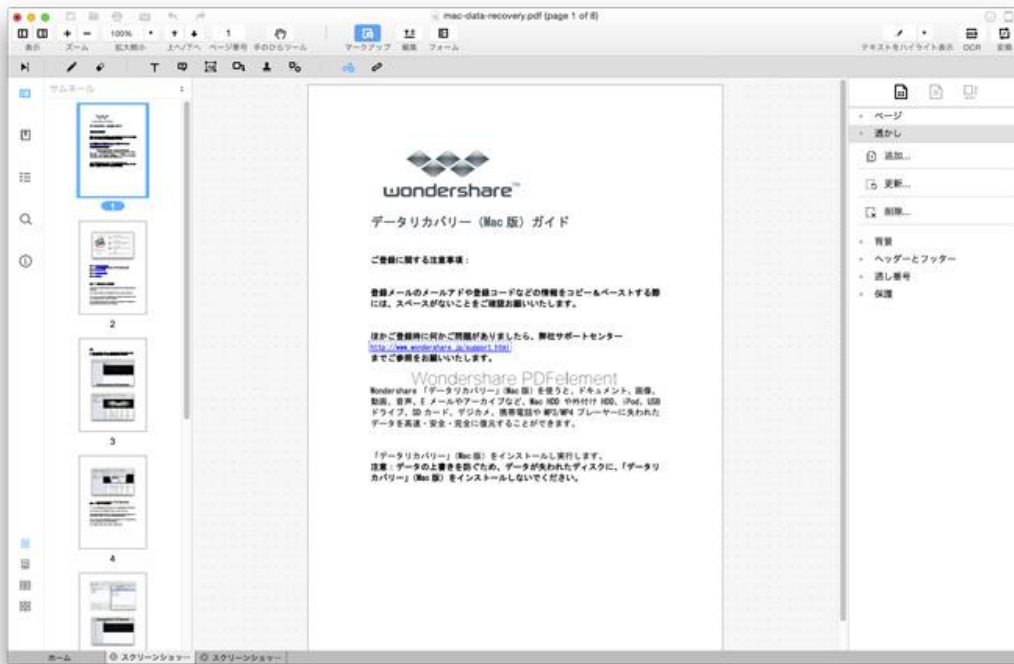 mac-data-recovery.pdf (page 1 of 8)
100%
1
表示
ズーム
拡大縮小
上へ/下へ
ページ番号
手のひらツール
マークアップ
編集
フォーム
テキストをハイライト表示
OCR
変換
サムネール
1
2
3
4
wondershare™
データリカバリー（Mac 版）ガイド
ご登録に関する注意事項：
登録メールのメールアドや登録コードなどの情報をコピー&ペーストする際
には、スペースがないことをご確認お願いいたします。
ほかご登録時に何かご問題がありましたら、弊社サポートセンター
http://www.wondershare.jp/support.html
までご参照をお願いいたします。
Wondershare PDFelement
Wondershare 「データリカバリー」（Mac 版）を使うと、ドキュメント、画像、
動画、音声、E メールやアーカイブなど、Mac HDD や外付け HDD、iPod、USB
ドライブ、SD カード、デジカメ、携帯電話や MP3/MP4 プレーヤーに失われた
データを高速・安全・完全に復元することができます。
「データリカバリー」（Mac 版）をインストールし実行します。
注意：データの上書きを防ぐため、データが失われたディスクに、「データリ
カバリー」（Mac 版）をインストールしないでください。
ページ
透かし
追加...
更新...
削除...
背景
ヘッダーとフッター
通し番号
保護
ホーム
スクリーンショッ...
スクリーンショッ...